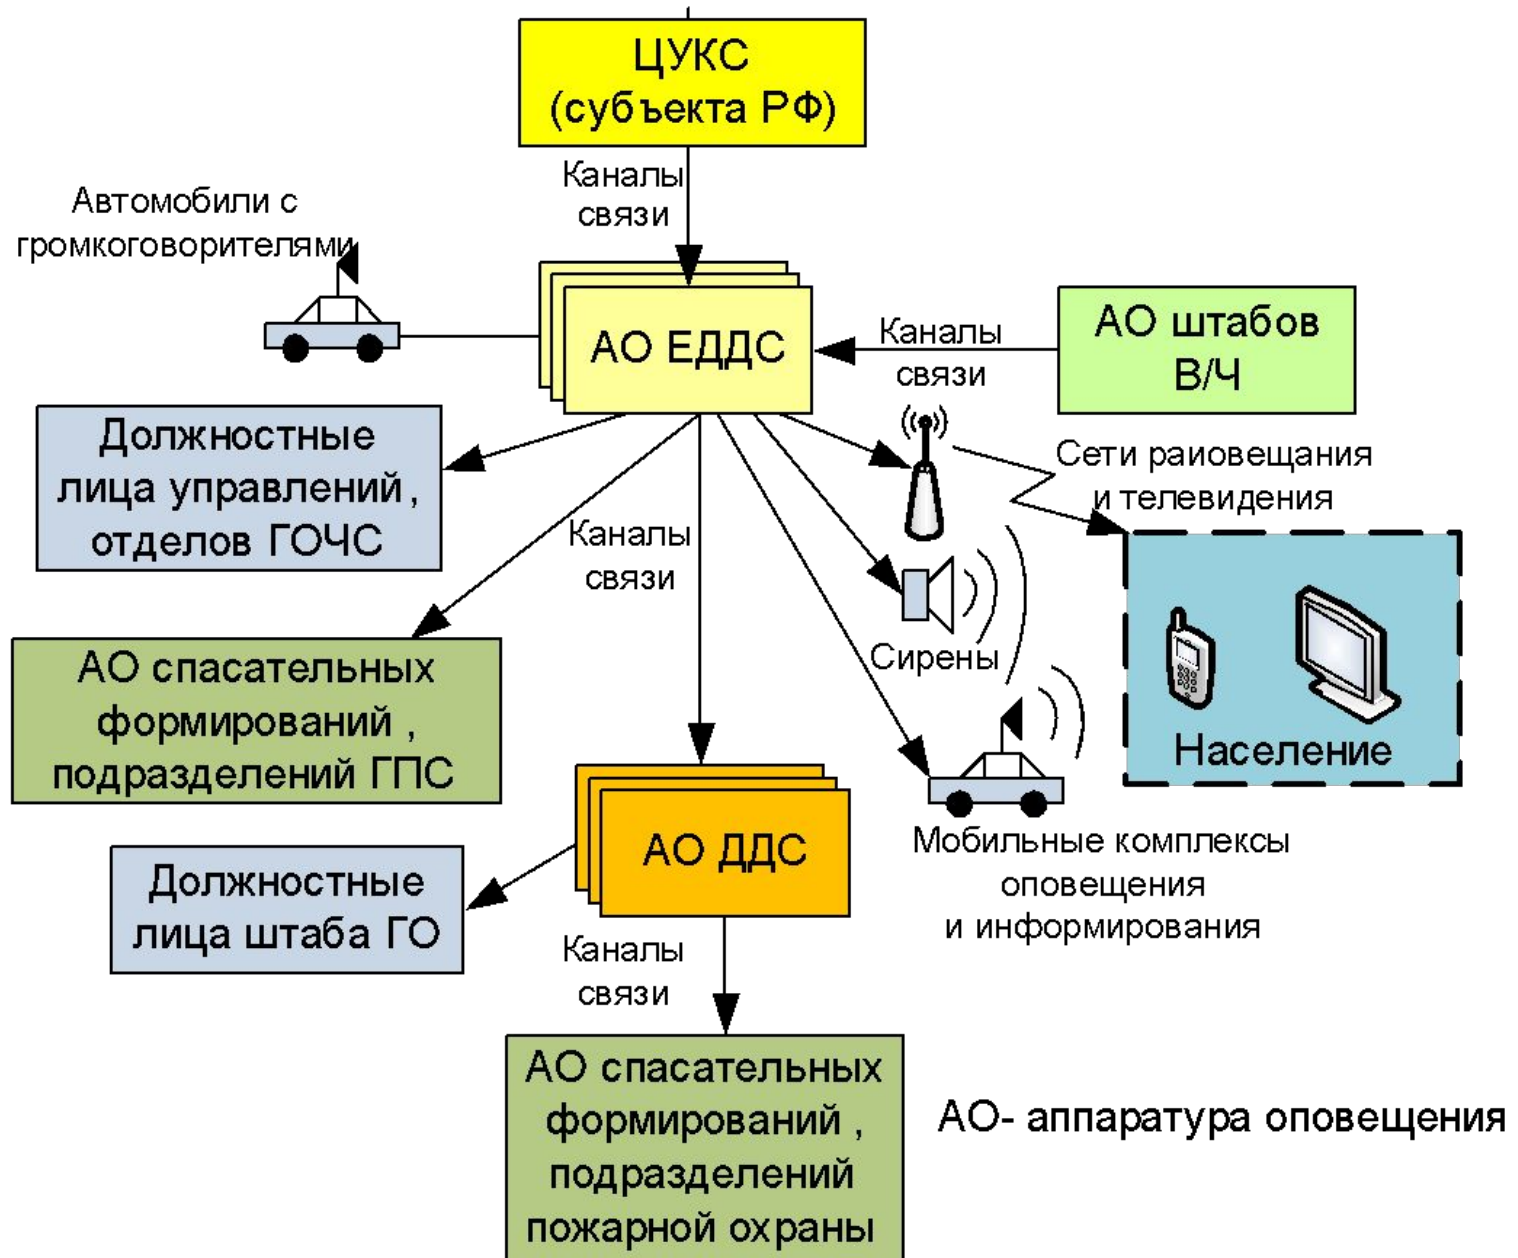 ЦУКС
(субъекта РФ)
Каналы
связи
Автомобили с
громкоговорителями
АО ЕДДС
Каналы
связи
АО штабов
В/Ч
Должностные
лица управлений ,
отделов ГОЧС
Сети раиовещания
и телевидения
Каналы
связи
Сирены
АО спасательных
формирований ,
подразделений ГПС
Население
АО ДДС
Мобильные комплексы
оповещения
и информирования
Должностные
лица штаба ГО
Каналы
связи
АО спасательных
формирований ,
подразделений
пожарной охраны
АО- аппаратура оповещения